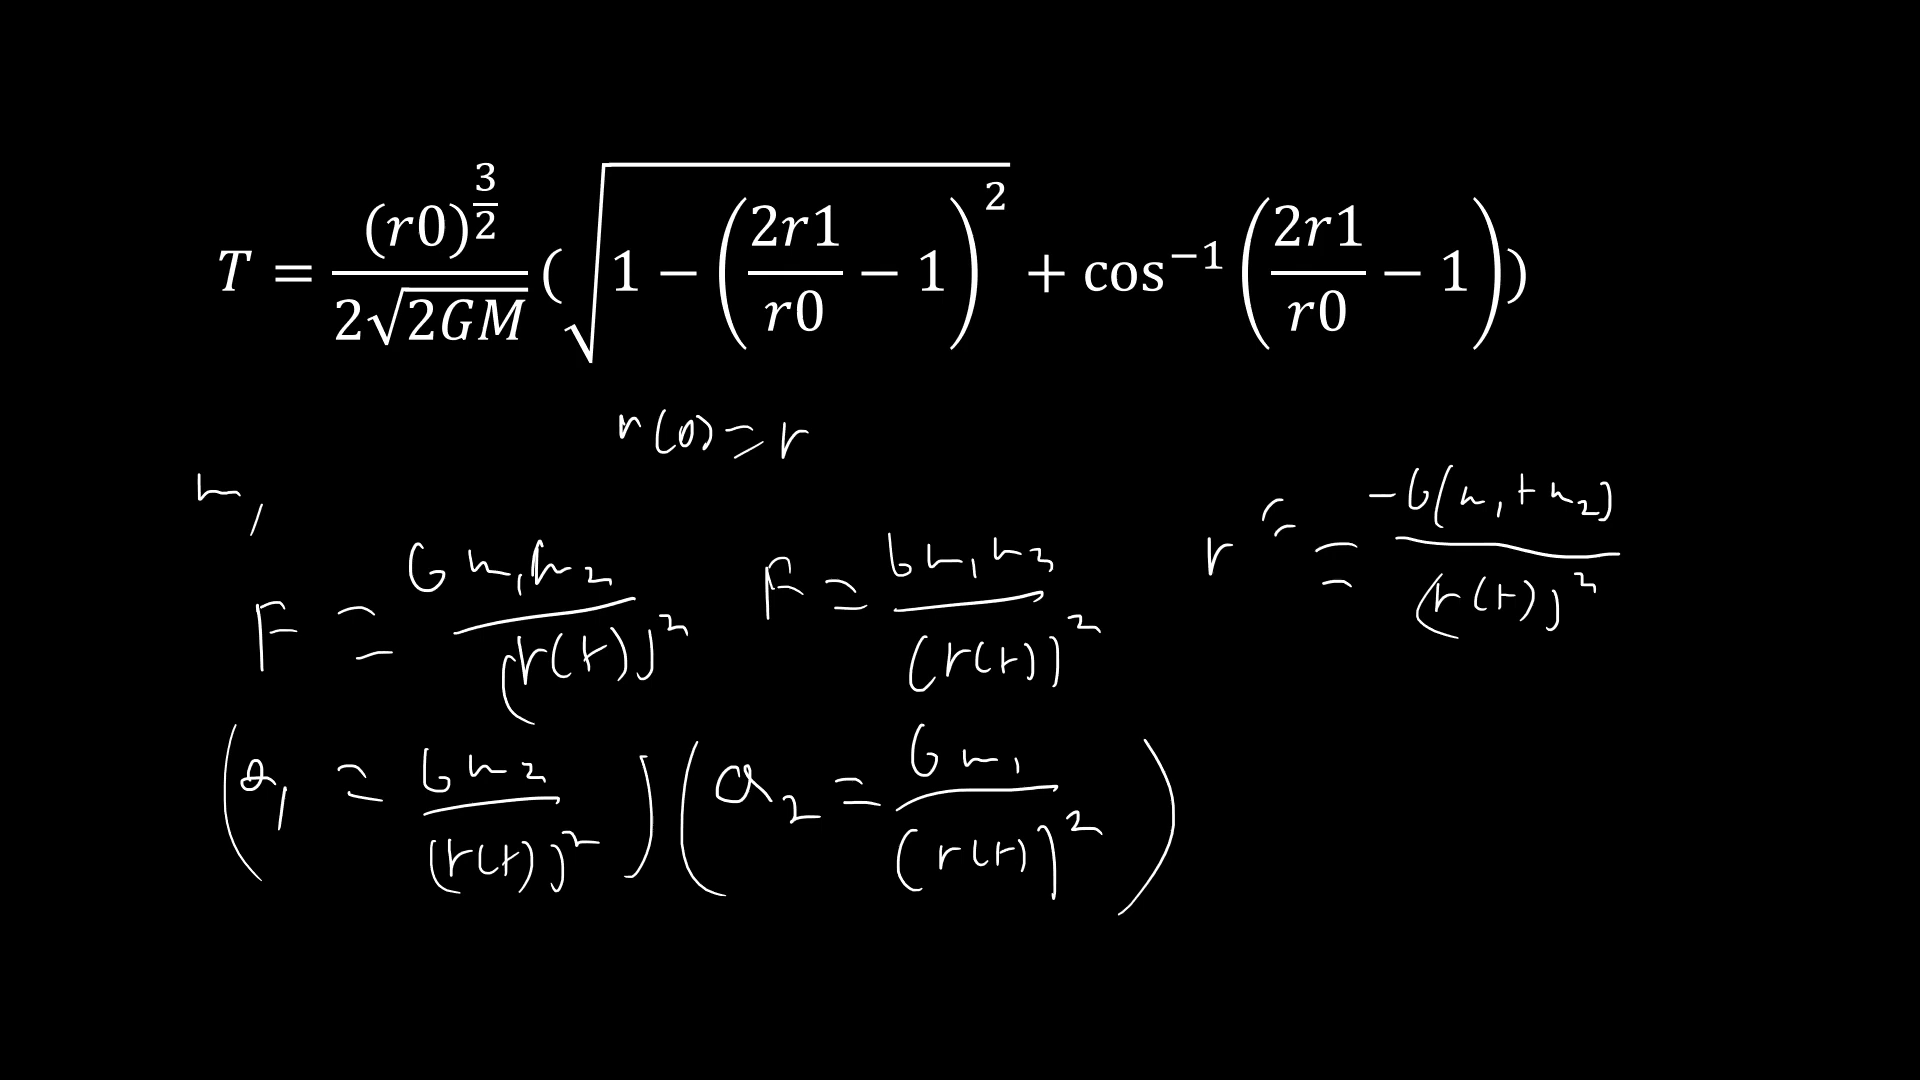 T = (r0)^(3/2) / (2√(2GM)) (√(1 − (2r1/r0 − 1)^2) + cos^−1(2r1/r0 − 1))
r(0) = r
m1
F = Gm1m2 / (r(t))^2 F = Gm1m2 / (r(t))^2 r'' = −G(m1+m2) / (r(t))^2
(a1 = Gm2 / (r(t))^2) (a2 = Gm1 / (r(t))^2)